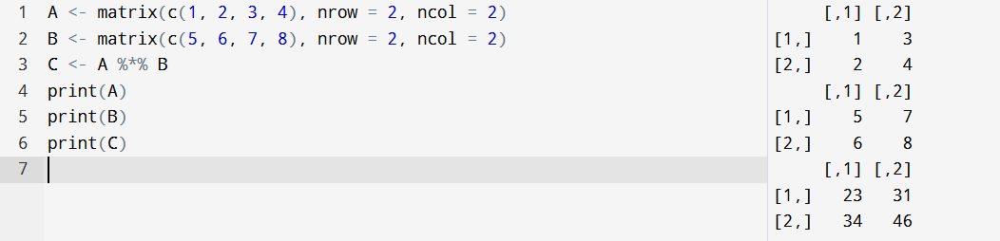 1 A <- matrix(c(1, 2, 3, 4), nrow = 2, ncol = 2)
2 B <- matrix(c(5, 6, 7, 8), nrow = 2, ncol = 2)
3 C <- A %*% B
4 print(A)
5 print(B)
6 print(C)
7
[,1] [,2]
[1,] 1 3
[2,] 2 4
[,1] [,2]
[1,] 5 7
[2,] 6 8
[,1] [,2]
[1,] 23 31
[2,] 34 46